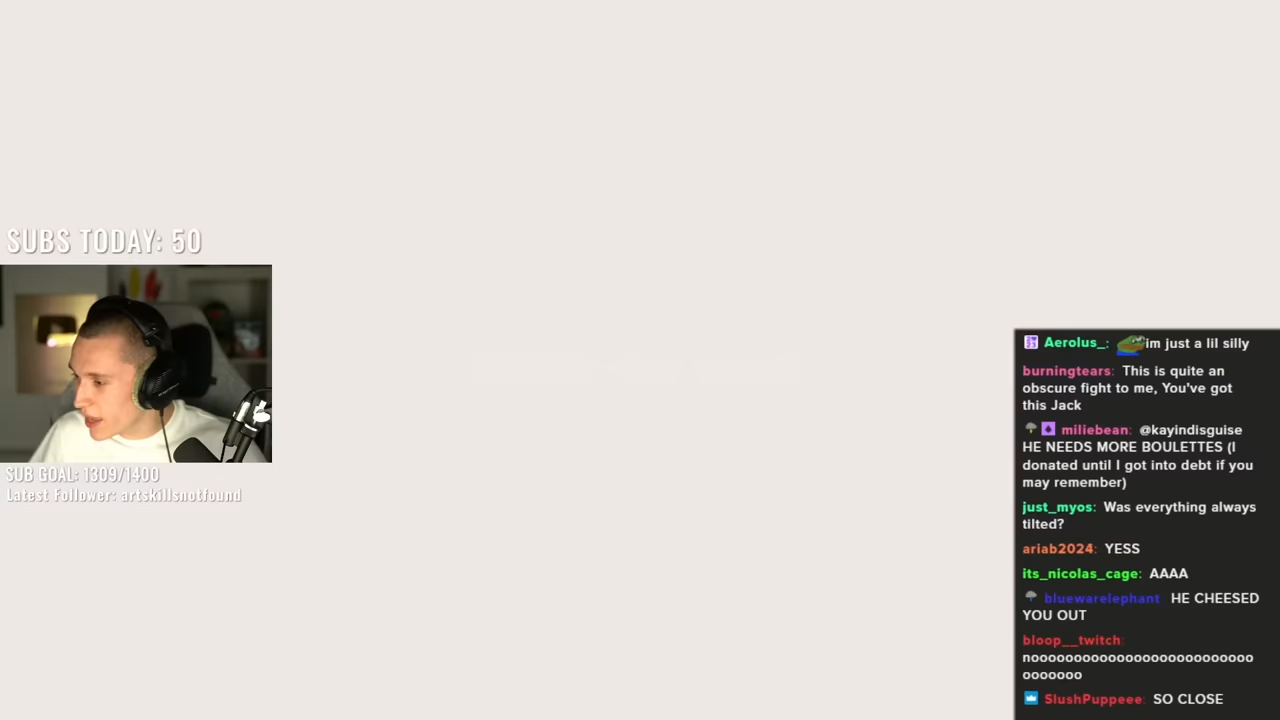 SUBS TODAY: 50
SUB GOAL: 1309/1400
Latest Follower: artskillsnotfound
Aerolus_: im just a lil silly
burningtears: This is quite an
obscure fight to me, You've got
this Jack
miliebean: @kayindisguise
HE NEEDS MORE BOULETTES (I
donated until I got into debt if you
may remember)
just_myos: Was everything always
tilted?
ariab2024: YESS
its_nicolas_cage: AAAA
bluewarelephant HE CHEESED
YOU OUT
bloop__twitch:
noooooooooooooooooooooooooo
ooooooo
SlushPuppeee: SO CLOSE